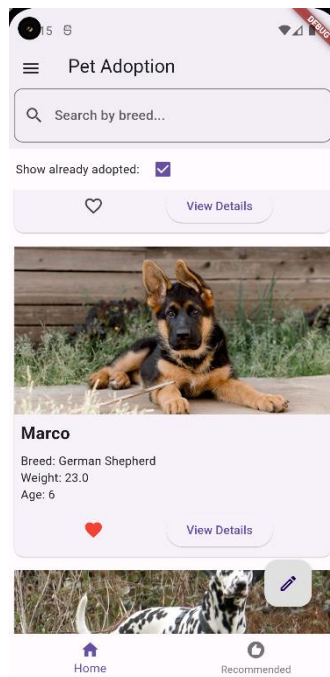 15
DEBUG
Pet Adoption
Search by breed...
Show already adopted:
View Details
Marco
Breed: German Shepherd
Weight: 23.0
Age: 6
View Details
Home
Recommended